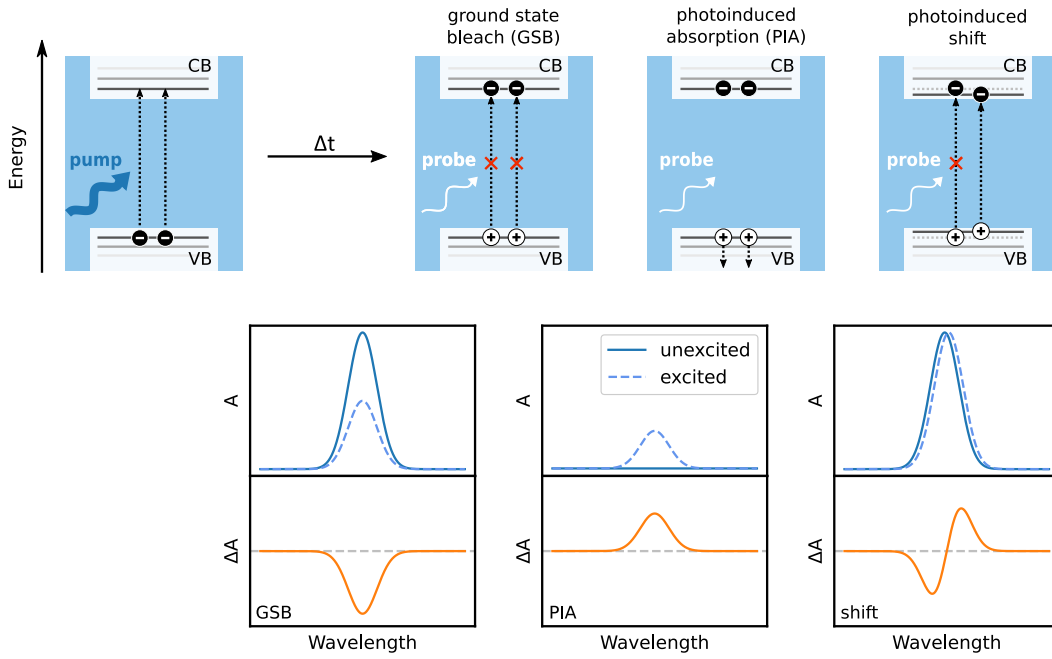 ground state
bleach (GSB)
photoinduced
absorption (PIA)
photoinduced
shift
Energy
CB
VB
pump
Δt
CB
VB
probe
CB
VB
probe
CB
VB
probe
A
ΔA
GSB
Wavelength
A
unexcited
excited
ΔA
PIA
Wavelength
A
ΔA
shift
Wavelength